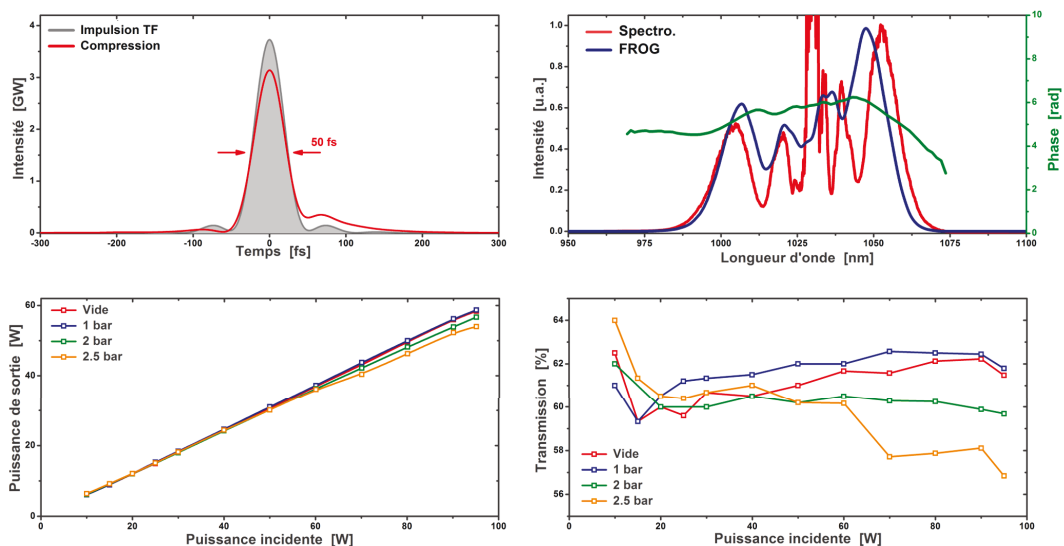 Impulsion TF
Compression
50 fs
Intensité [GW]
4
3
2
1
0
-300
-200
-100
0
100
200
300
Temps [fs]
Spectro.
FROG
Intensité [u.a.]
1.0
0.8
0.6
0.4
0.2
0.0
950
975
1000
1025
1050
1075
1100
Longueur d'onde [nm]
Phase [rad]
10
8
6
4
2
0
Vide
1 bar
2 bar
2.5 bar
Puissance de sortie [W]
60
40
20
0
0
20
40
60
80
100
Puissance incidente [W]
Transmission [%]
64
62
60
58
56
Vide
1 bar
2 bar
2.5 bar
0
20
40
60
80
100
Puissance incidente [W]